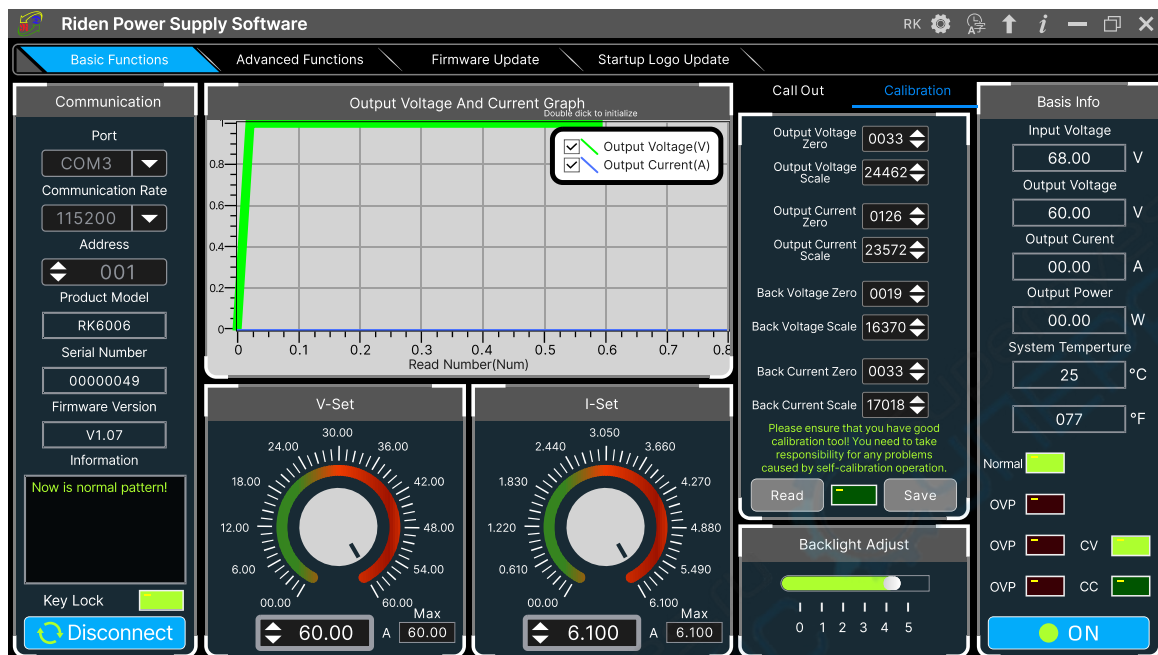 Riden Power Supply Software
RK
Basic Functions
Advanced Functions
Firmware Update
Startup Logo Update
Communication
Port
COM3
Communication Rate
115200
Address
001
Product Model
RK6006
Serial Number
00000049
Firmware Version
V1.07
Information
Now is normal pattern!
Key Lock
Disconnect
Output Voltage And Current Graph
Double dick to initialize
Output Voltage(V)
Output Current(A)
1
0.8
0.6
0.4
0.2
0
0 0.1 0.2 0.3 0.4 0.5 0.6 0.7 0.8
Read Number(Num)
V-Set
30.00
24.00 36.00
18.00 42.00
12.00 48.00
6.00 54.00
00.00 60.00
Max
60.00 A 60.00
I-Set
3.050
2.440 3.660
1.830 4.270
1.220 4.880
0.610 5.490
00.00 6.100
Max
6.100 A 6.100
Call Out
Calibration
Output Voltage
Zero
0033
Output Voltage
Scale
24462
Output Current
Zero
0126
Output Current
Scale
23572
Back Voltage Zero 0019
Back Voltage Scale 16370
Back Current Zero 0033
Back Current Scale 17018
Please ensure that you have good
calibration tool! You need to take
responsibility for any problems
caused by self-calibration operation.
Read
Save
Backlight Adjust
0 1 2 3 4 5
Basis Info
Input Voltage
68.00 V
Output Voltage
60.00 V
Output Curent
00.00 A
Output Power
00.00 W
System Temperture
25 °C
077 °F
Normal
OVP
OVP CV
OVP CC
ON